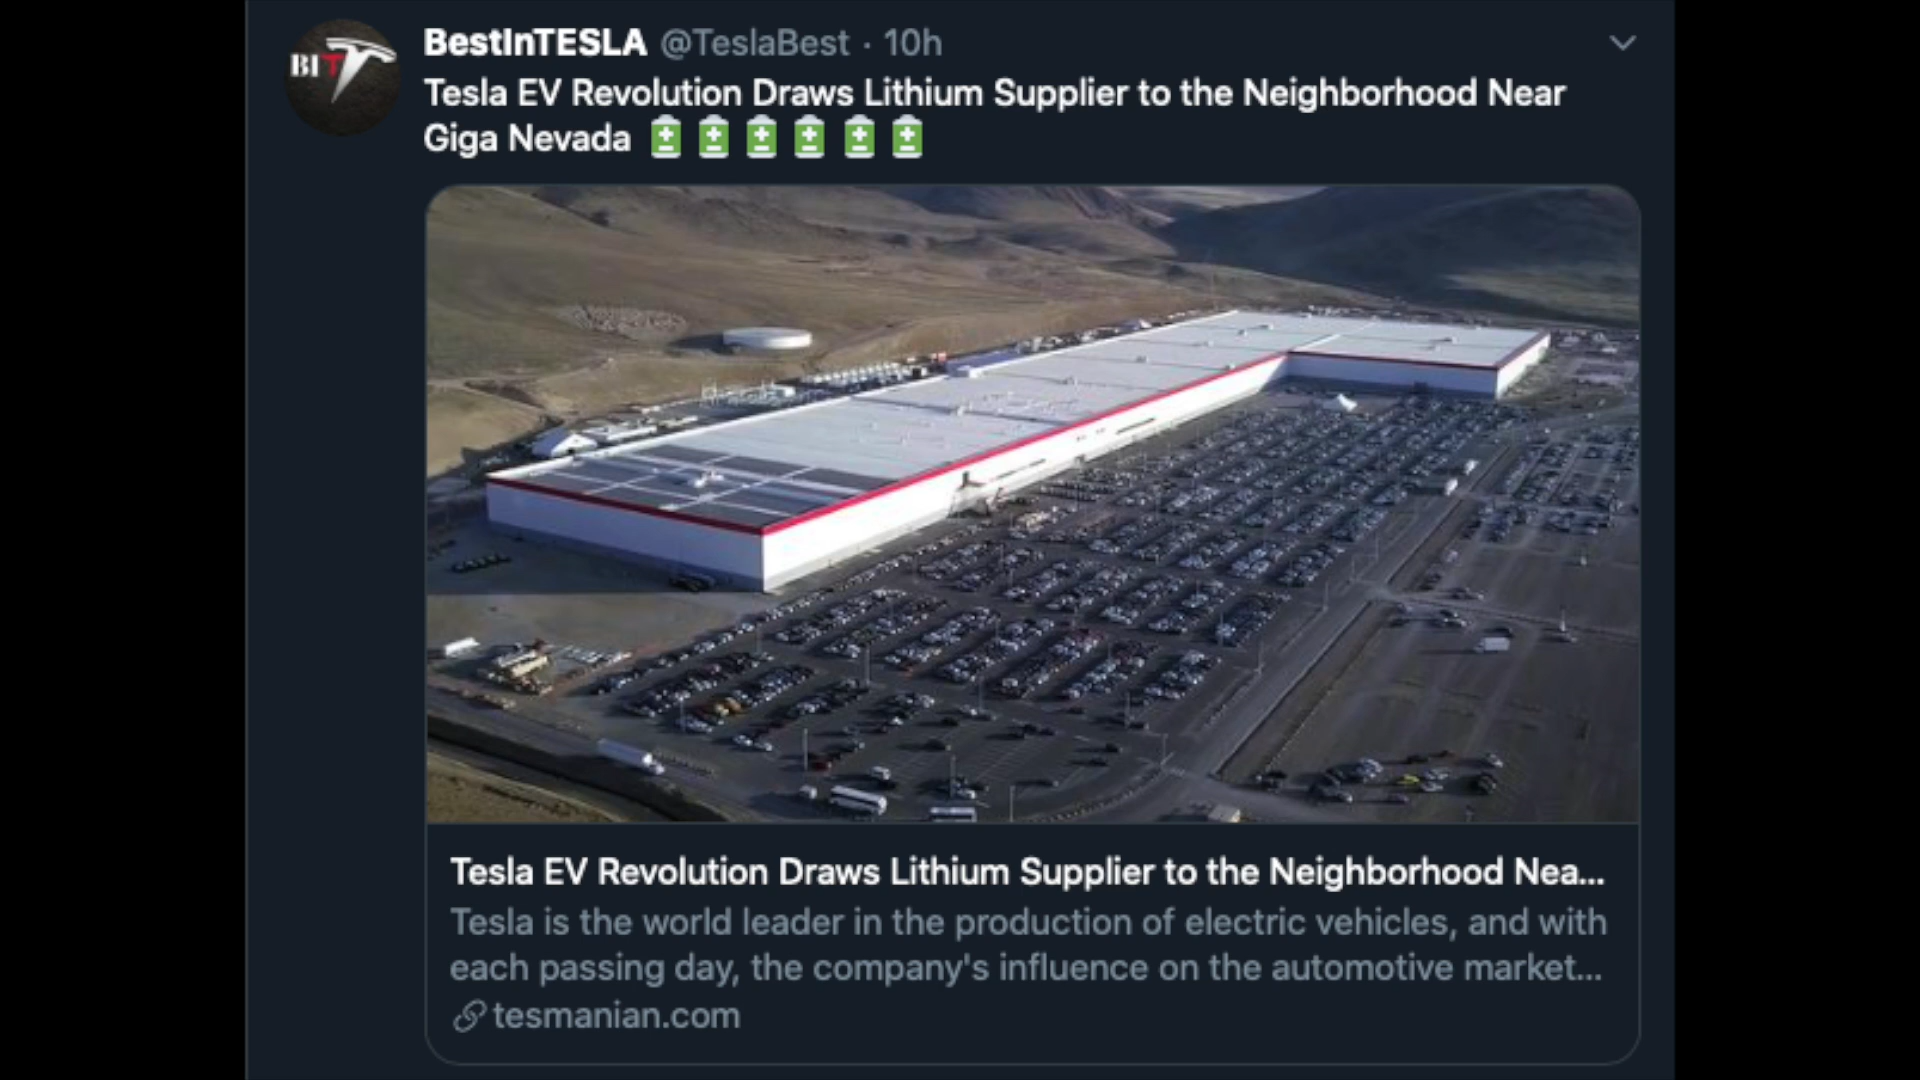 BIT
BestInTESLA @TeslaBest · 10h
Tesla EV Revolution Draws Lithium Supplier to the Neighborhood Near
Giga Nevada 🔋🔋🔋🔋🔋🔋
Tesla EV Revolution Draws Lithium Supplier to the Neighborhood Nea...
Tesla is the world leader in the production of electric vehicles, and with
each passing day, the company's influence on the automotive market...
tesmanian.com